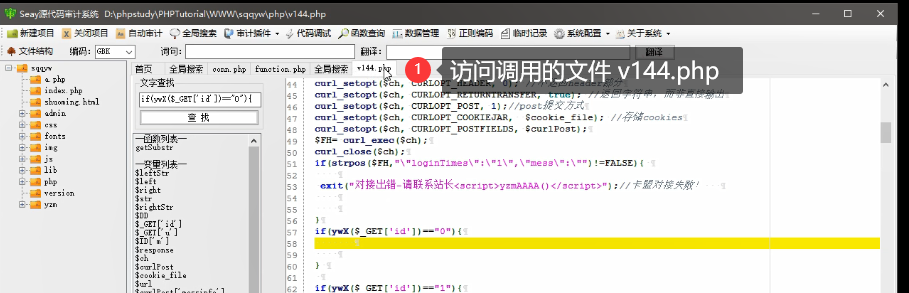 Seay源代码审计系统 D:\phpstudy\PHPTutorial\WWW\sqqyw\php\v144.php
新建项目 关闭项目 自动审计 全局搜索 审计插件 代码调试 函数查询 数据管理 正则编码 临时记录 系统配置 关于系统
文件结构 编码: GBK 词句: 翻译: 翻译
1 访问调用的文件 v144.php
首页 全局搜索 conn.php function.php 全局搜索 v144.php
sqqyw
a.php
index.php
shuoming.html
admin
css
fonts
img
js
lib
php
version
yzm
文字查找
if(ywX($_GET['id'])=="0"){
查 找
函数列表
getSubstr
变量列表
$leftStr
$left
$right
$str
$rightStr
$DD
$_GET['id']
$_GET['u']
$ID['m']
$response
$ch
$curlPost
$cookie_file
$url
44 curl_setopt($ch, CURLOPT_HEADER, 0);
45 curl_setopt($ch, CURLOPT_RETURNTRANSFER, true); //返回字符串，而非直接输出
46 curl_setopt($ch, CURLOPT_POST, 1);//post提交方式
47 curl_setopt($ch, CURLOPT_COOKIEJAR, $cookie_file); //存储cookies
48 curl_setopt($ch, CURLOPT_POSTFIELDS, $curlPost);
49 $FH= curl_exec($ch);
50 curl_close($ch);
51 if(strpos($FH,"\"loginTimes\":\"1\",\"mess\":\"")!=FALSE){
52
53 exit("对接出错-请联系站长<script>yzmAAAA()</script>");//卡盟对接失败!
54
55
56 }
57 if(ywX($_GET['id'])=="0"){
58
59
60 }
61
62 if(ywX($_GET['id'])=="1"){